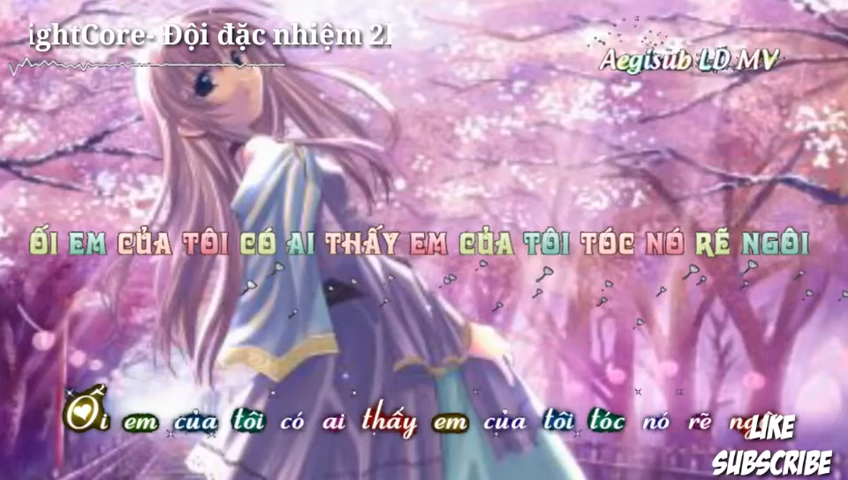 ightCore- Đội đặc nhiệm 2
Aegisub LD MV
ỐI EM CỦA TÔI CÓ AI THẤY EM CỦA TÔI TÓC NÓ RẼ NGÔI
Ối em của tôi có ai thấy em của tôi tóc nó rẽ
LIKE
SUBSCRIBE